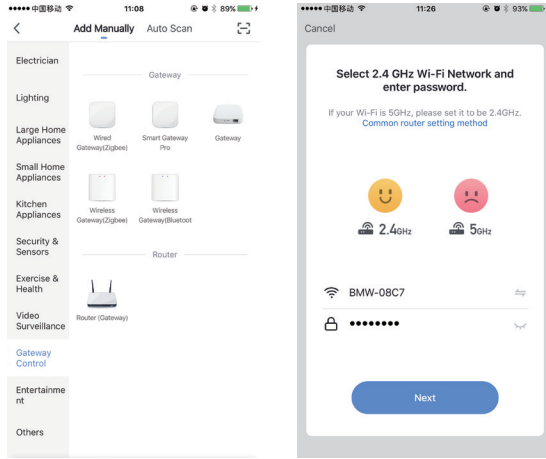 中国移动 11:08 89%
Add Manually Auto Scan
Electrician
Lighting
Large Home
Appliances
Small Home
Appliances
Kitchen
Appliances
Security &
Sensors
Exercise &
Health
Video
Surveillance
Gateway
Control
Entertainme
nt
Others
Gateway
Wired
Gateway(Zigbee)
Smart Gateway
Pro
Gateway
Wireless
Gateway(Zigbee)
Wireless
Gateway(Bluetoot
Router
Router (Gateway)
中国移动 11:26 93%
Cancel
Select 2.4 GHz Wi-Fi Network and
enter password.
If your Wi-Fi is 5GHz, please set it to be 2.4GHz.
Common router setting method
2.4GHz
5GHz
BMW-08C7
●●●●●●●●
Next